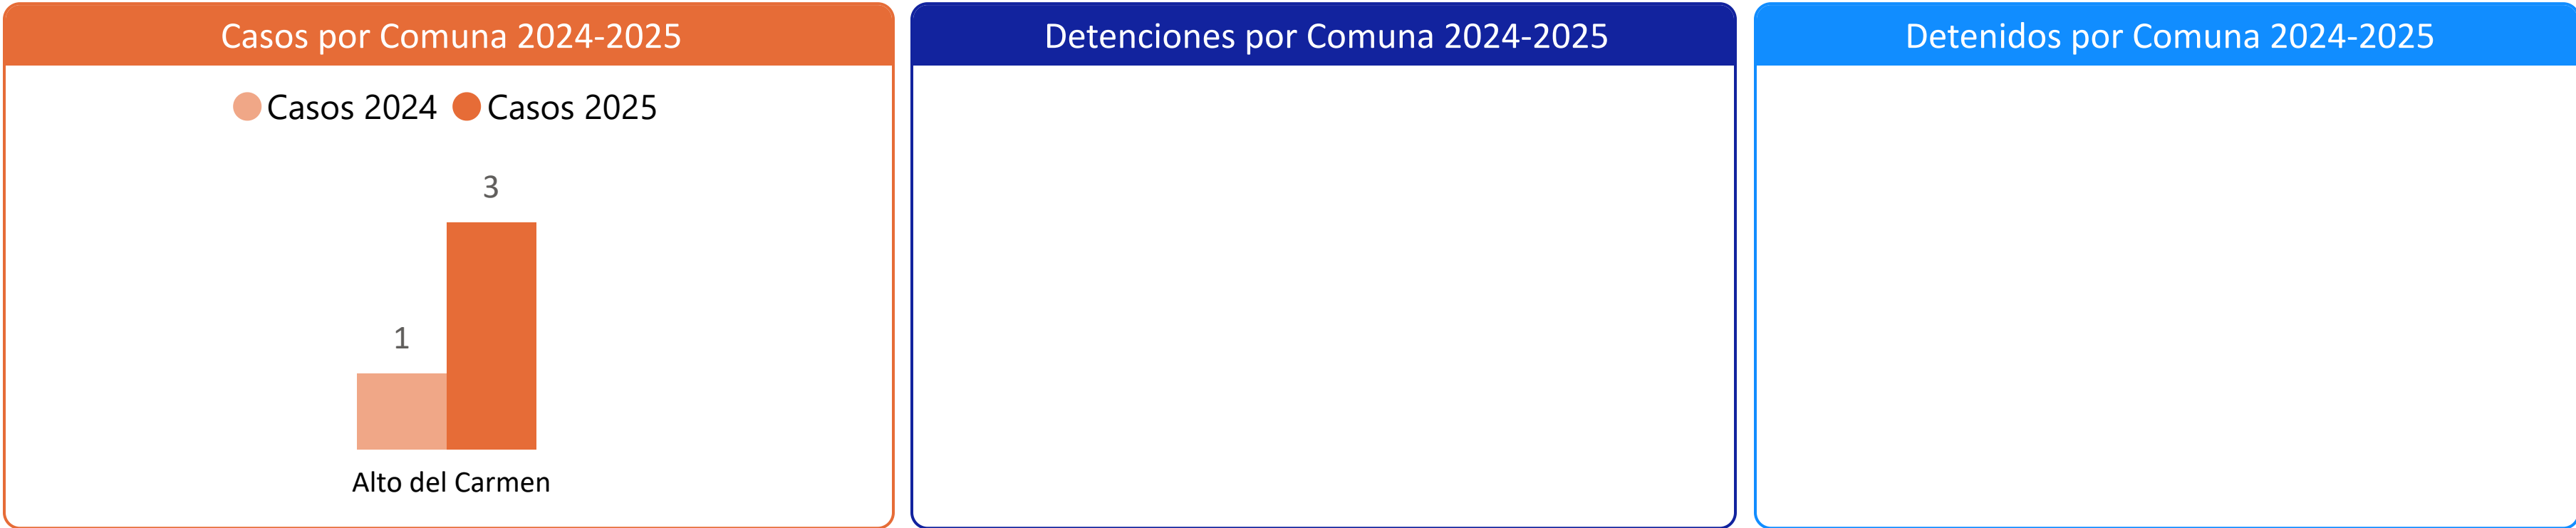 Casos por Comuna 2024-2025
Casos 2024 Casos 2025
3
1
Alto del Carmen
Detenciones por Comuna 2024-2025
Detenidos por Comuna 2024-2025